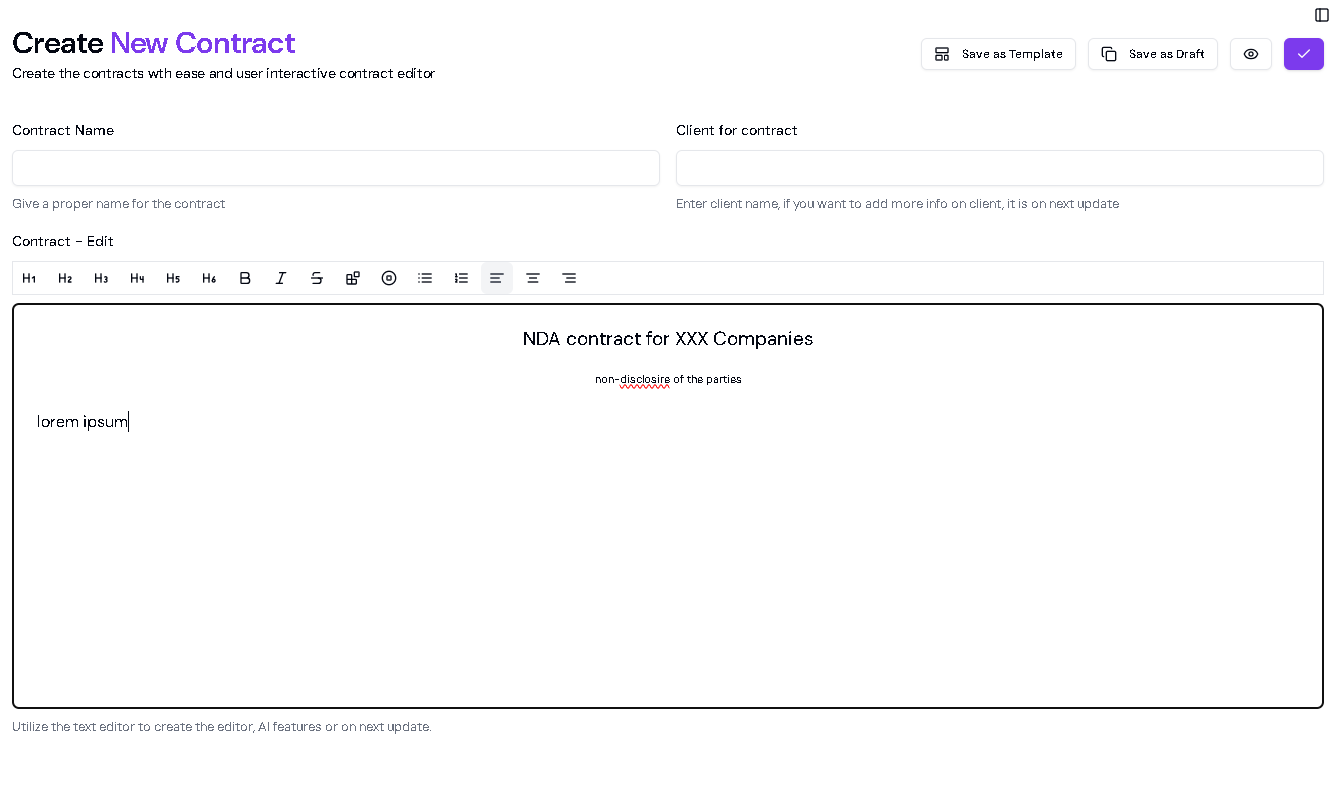 Create New Contract
Create the contracts wth ease and user interactive contract editor
Save as Template
Save as Draft
Contract Name
Client for contract
Give a proper name for the contract
Enter client name, if you want to add more info on client, it is on next update
Contract - Edit
H1 H2 H3 H4 H5 H6 B I S
NDA contract for XXX Companies
non-disclosire of the parties
lorem ipsum
Utilize the text editor to create the editor, AI features or on next update.